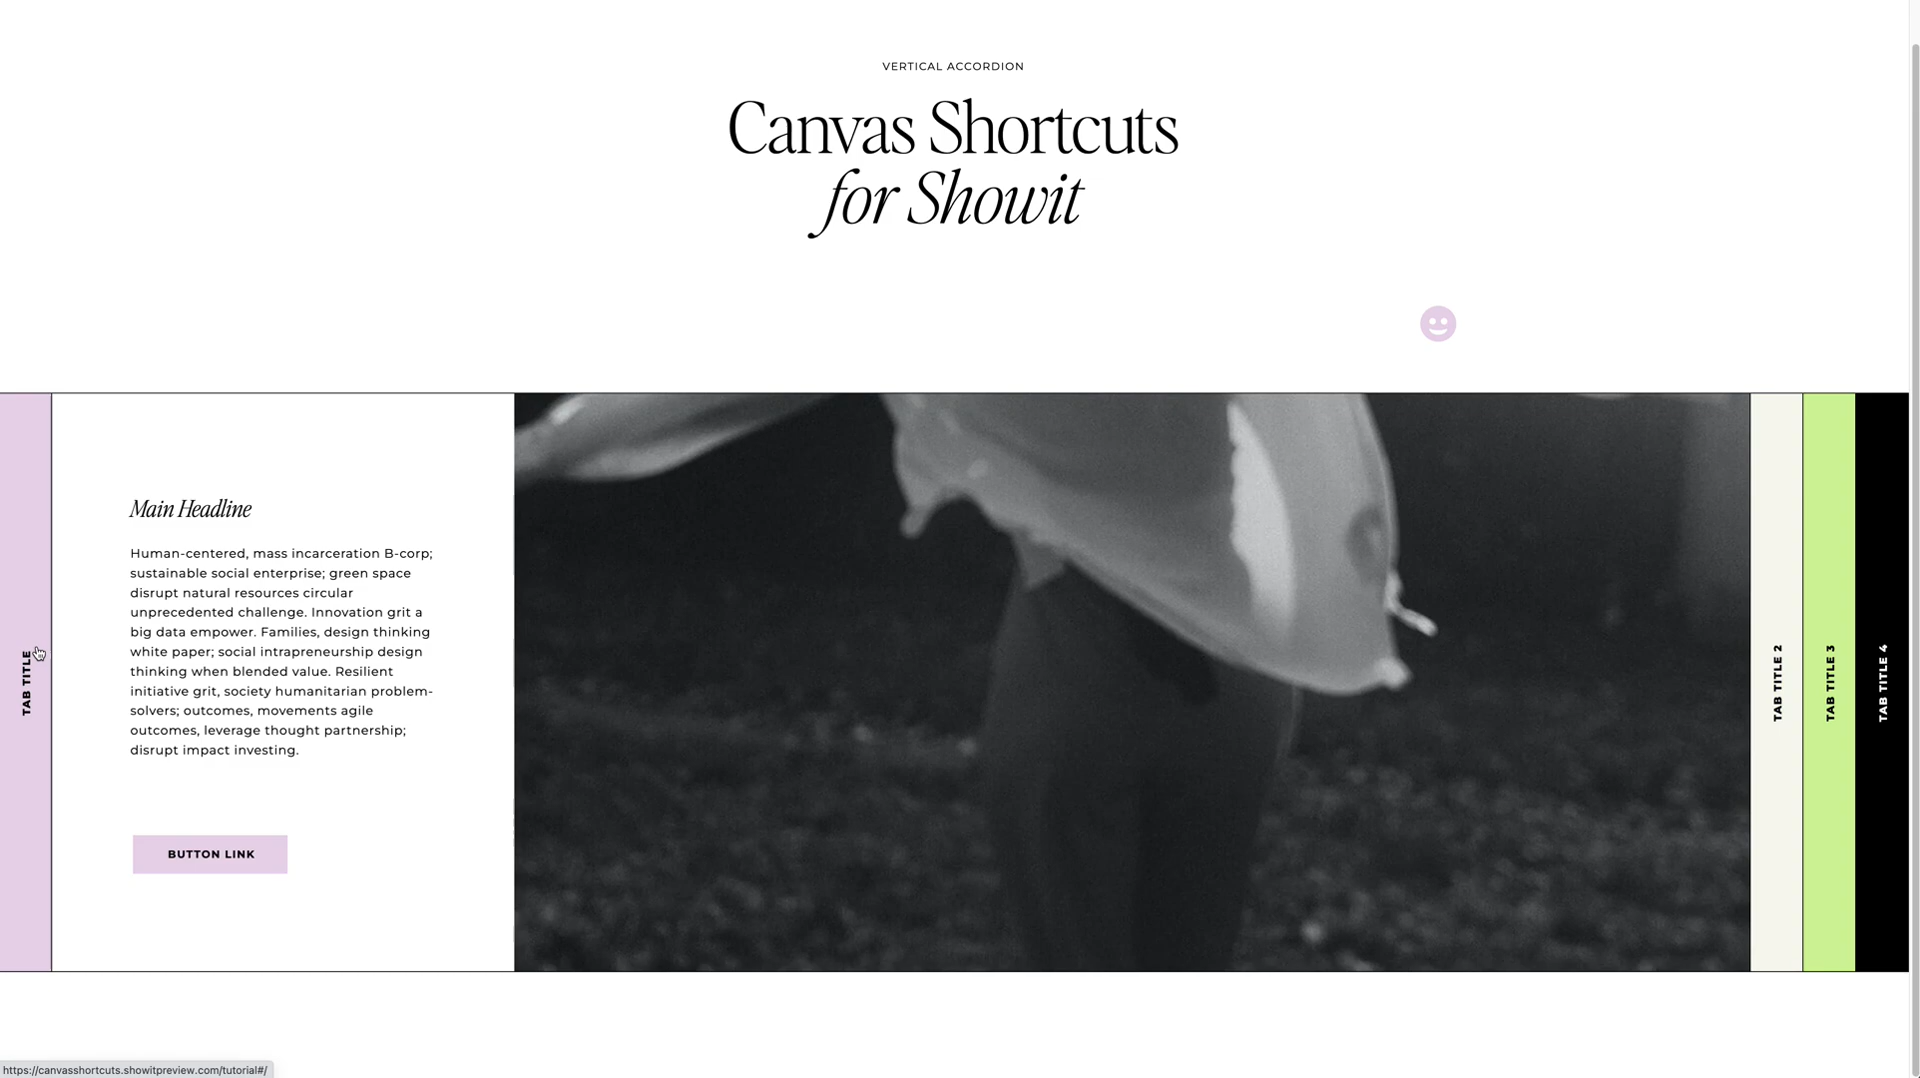 VERTICAL ACCORDION
Canvas Shortcuts
for Showit
TAB TITLE
Main Headline
Human-centered, mass incarceration B-corp;
sustainable social enterprise; green space
disrupt natural resources circular
unprecedented challenge. Innovation grit a
big data empower. Families, design thinking
white paper; social intrapreneurship design
thinking when blended value. Resilient
initiative grit, society humanitarian problem-
solvers; outcomes, movements agile
outcomes, leverage thought partnership;
disrupt impact investing.
BUTTON LINK
TAB TITLE 2
TAB TITLE 3
TAB TITLE 4
https://canvasshortcuts.showitpreview.com/tutorial#/